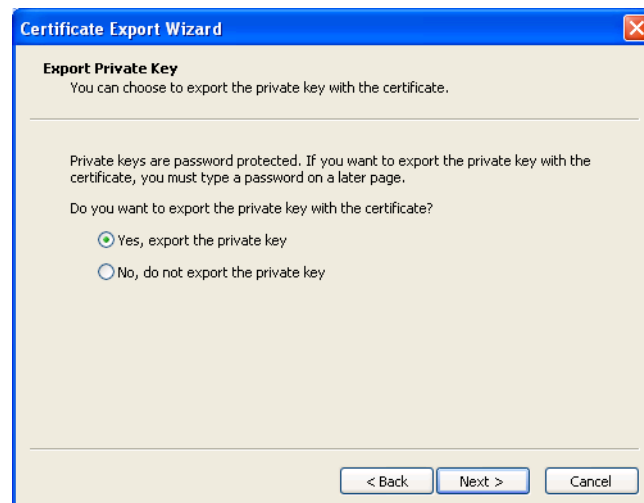 Certificate Export Wizard
Export Private Key
You can choose to export the private key with the certificate.
Private keys are password protected. If you want to export the private key with the
certificate, you must type a password on a later page.
Do you want to export the private key with the certificate?
Yes, export the private key
No, do not export the private key
< Back
Next >
Cancel